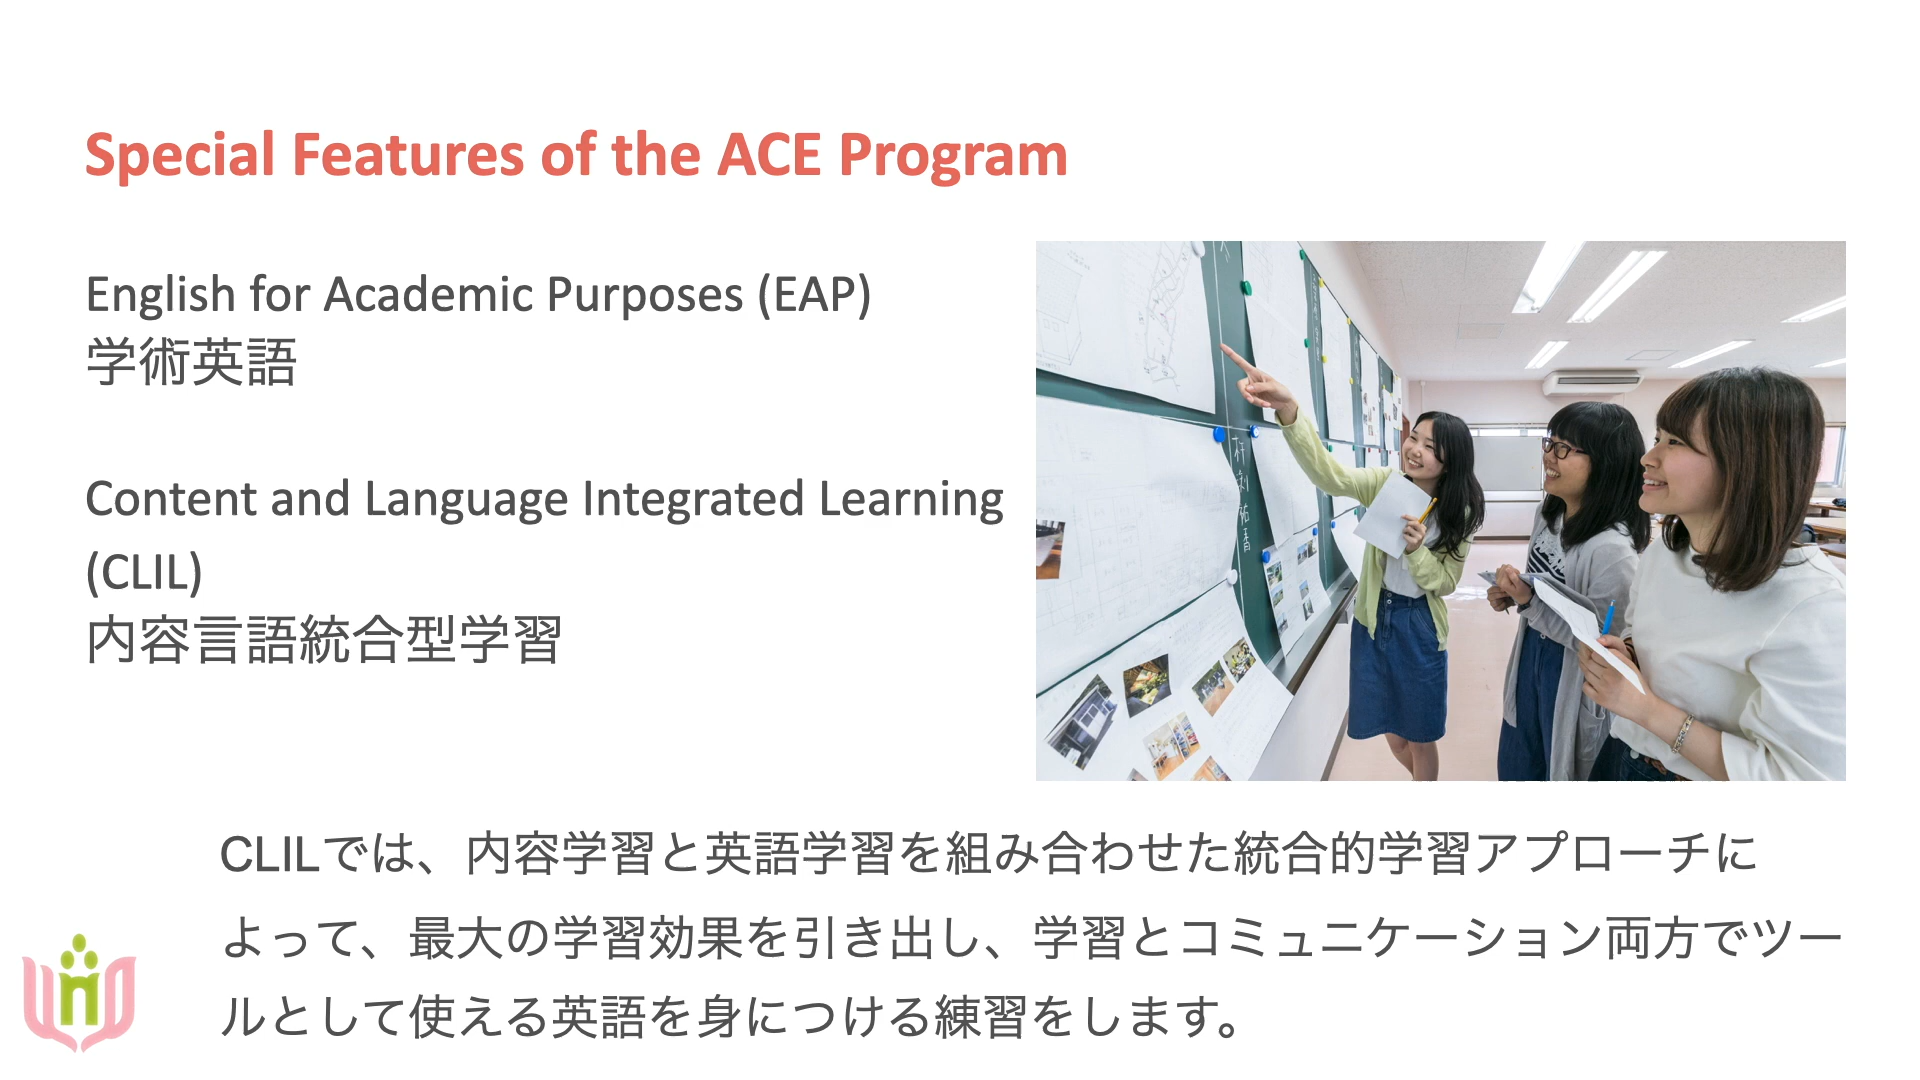 Special Features of the ACE Program
English for Academic Purposes (EAP)
学術英語
Content and Language Integrated Learning
(CLIL)
内容言語統合型学習
CLILでは、内容学習と英語学習を組み合わせた統合的学習アプローチに
よって、最大の学習効果を引き出し、学習とコミュニケーション両方でツー
ルとして使える英語を身につける練習をします。